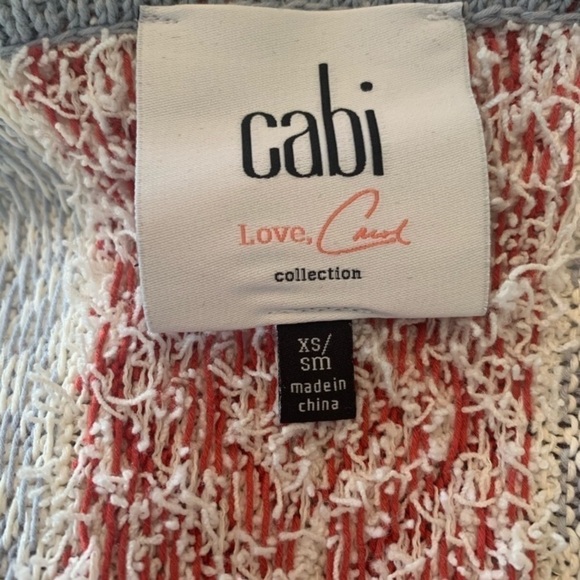 cabi
Love, Carol
collection
XS/
SM
made in
china